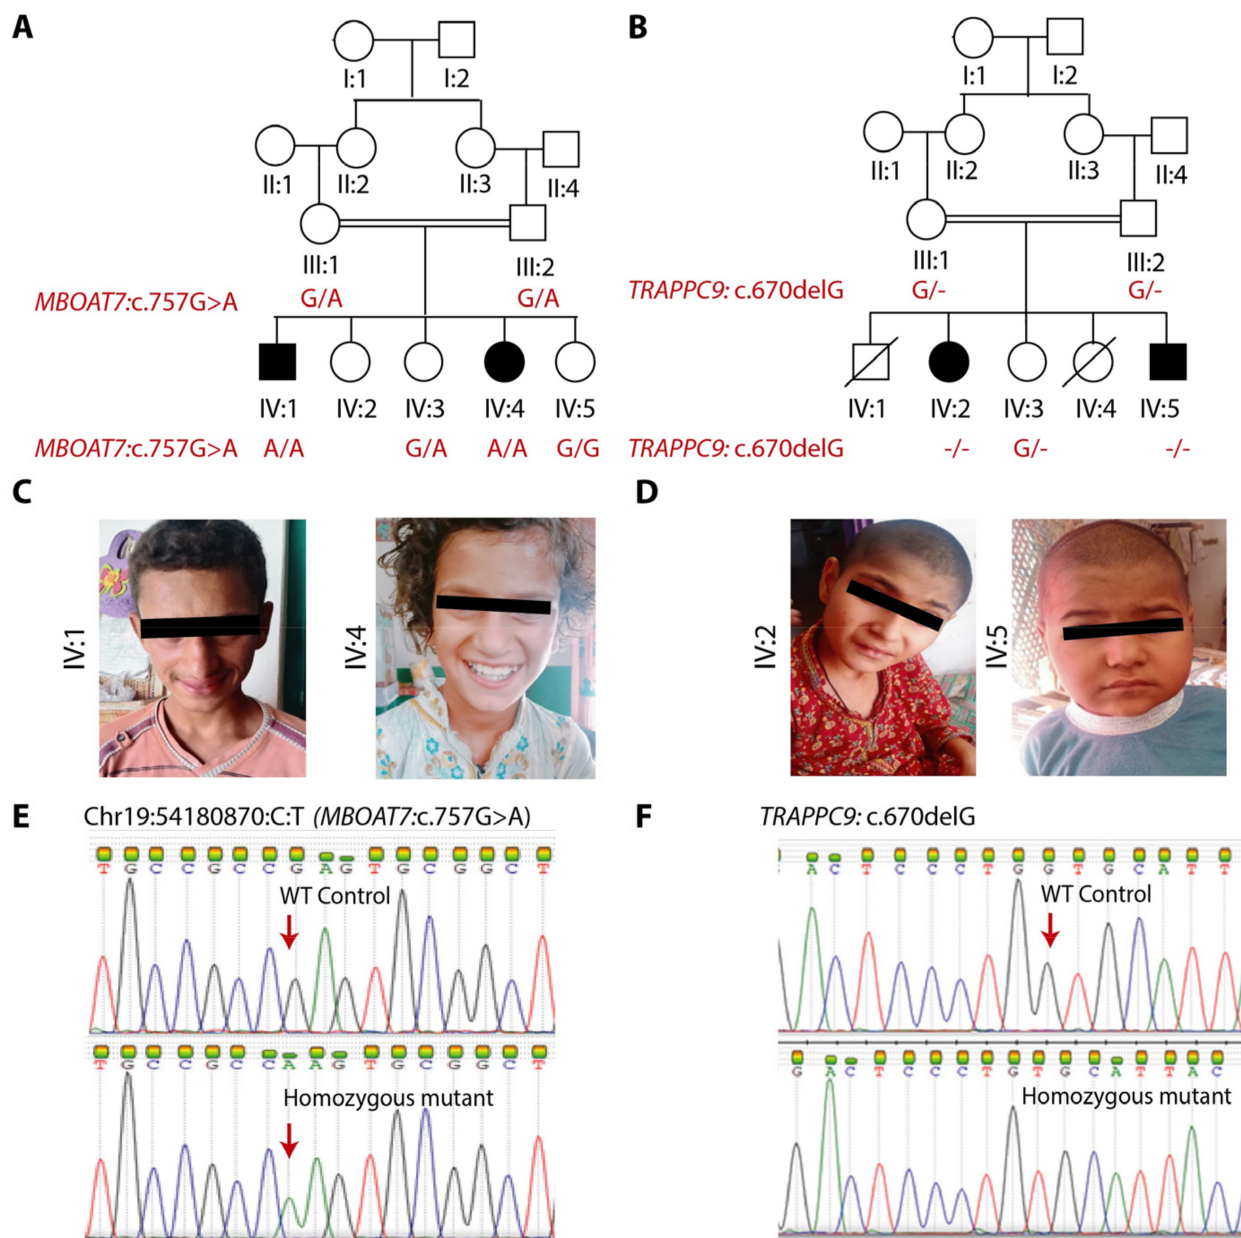 A
I:1
I:2
II:1
II:2
II:3
II:4
III:1
III:2
MBOAT7:c.757G>A
G/A
G/A
IV:1
IV:2
IV:3
IV:4
IV:5
MBOAT7:c.757G>A A/A G/A A/A G/G
B
I:1
I:2
II:1
II:2
II:3
II:4
III:1
III:2
TRAPPC9: c.670delG
G/-
G/-
IV:1
IV:2
IV:3
IV:4
IV:5
TRAPPC9: c.670delG -/- G/- -/-
C
IV:1
IV:4
D
IV:2
IV:5
E
Chr19:54180870:C:T (MBOAT7:c.757G>A)
T G C C G C C G A G T G C G G C T
WT Control
T G C C G C C A A G T G C G G C T
Homozygous mutant
F
TRAPPC9: c.670delG
A C T C C C T G G T G C A T T
WT Control
G A C T C C C T G T G C A T T A C
Homozygous mutant